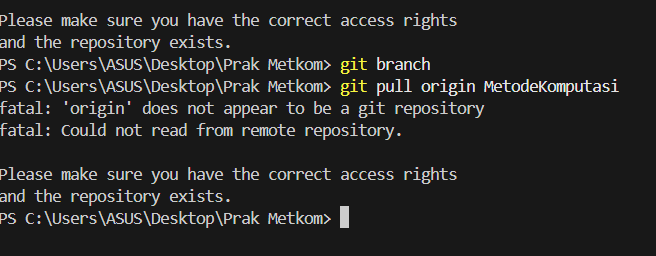 Please make sure you have the correct access rights
and the repository exists.
PS C:\Users\ASUS\Desktop\Prak Metkom> git branch
PS C:\Users\ASUS\Desktop\Prak Metkom> git pull origin MetodeKomputasi
fatal: 'origin' does not appear to be a git repository
fatal: Could not read from remote repository.
Please make sure you have the correct access rights
and the repository exists.
PS C:\Users\ASUS\Desktop\Prak Metkom>